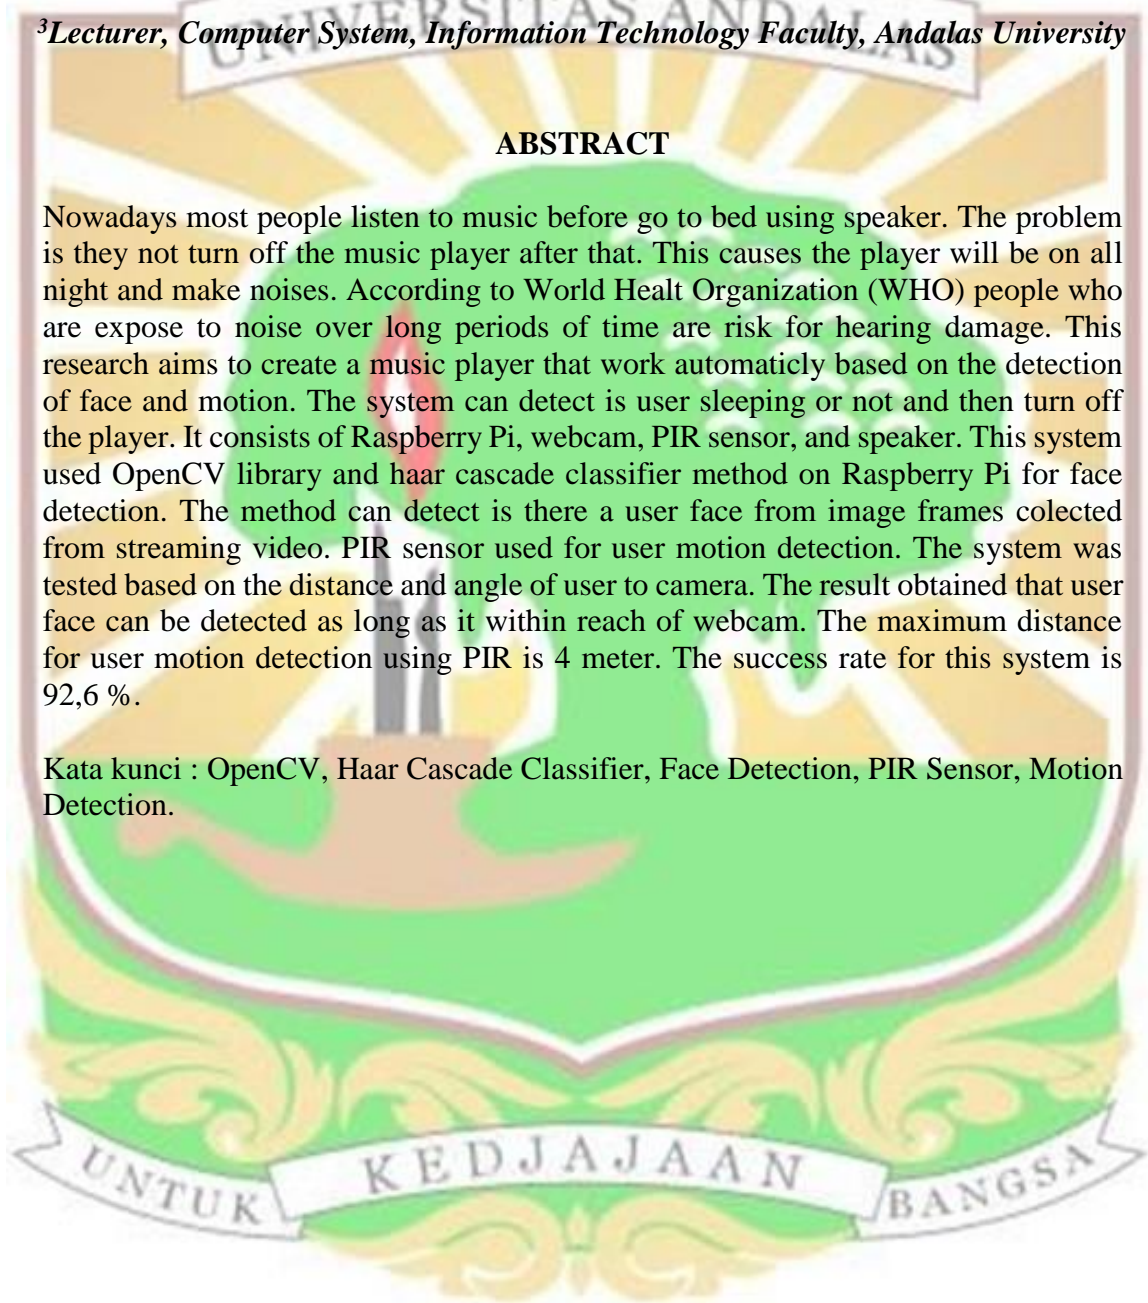 UNIVERSITAS ANDALAS
³Lecturer, Computer System, Information Technology Faculty, Andalas University
ABSTRACT
Nowadays most people listen to music before go to bed using speaker. The problem
is they not turn off the music player after that. This causes the player will be on all
night and make noises. According to World Healt Organization (WHO) people who
are expose to noise over long periods of time are risk for hearing damage. This
research aims to create a music player that work automaticly based on the detection
of face and motion. The system can detect is user sleeping or not and then turn off
the player. It consists of Raspberry Pi, webcam, PIR sensor, and speaker. This system
used OpenCV library and haar cascade classifier method on Raspberry Pi for face
detection. The method can detect is there a user face from image frames colected
from streaming video. PIR sensor used for user motion detection. The system was
tested based on the distance and angle of user to camera. The result obtained that user
face can be detected as long as it within reach of webcam. The maximum distance
for user motion detection using PIR is 4 meter. The success rate for this system is
92,6 %.
Kata kunci : OpenCV, Haar Cascade Classifier, Face Detection, PIR Sensor, Motion
Detection.
UNTUK KEDJAJAAN BANGSA